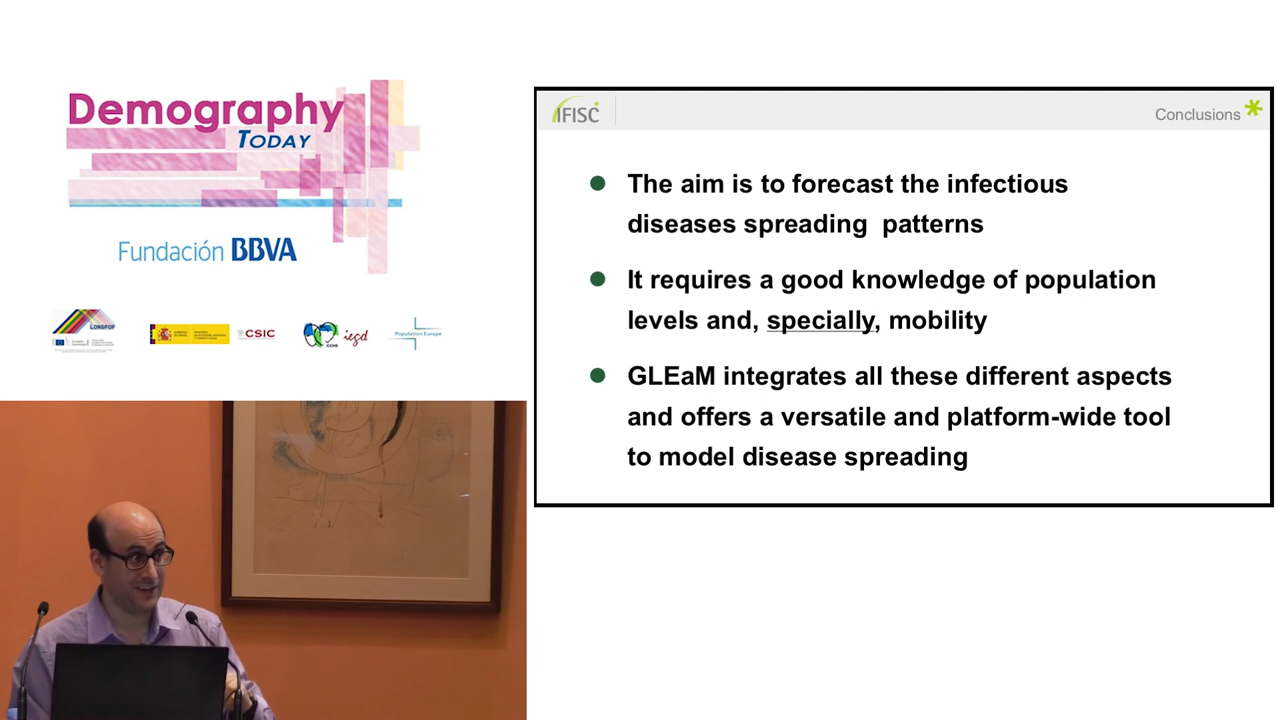 Demography
TODAY
Fundación BBVA
LONGPOP
CSIC
iegd
Population Europe
IFISC
Conclusions
The aim is to forecast the infectious
diseases spreading patterns
It requires a good knowledge of population
levels and, specially, mobility
GLEaM integrates all these different aspects
and offers a versatile and platform-wide tool
to model disease spreading